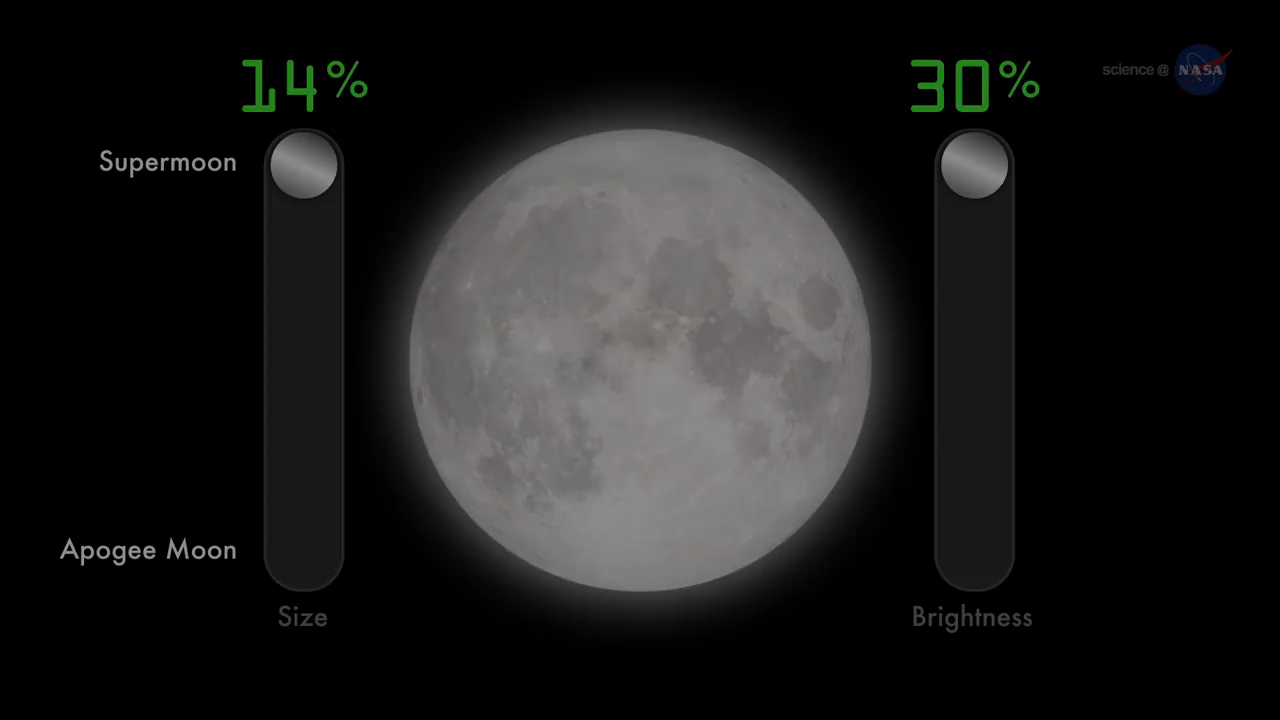 14%
30%
science @ NASA
Supermoon
Apogee Moon
Size
Brightness